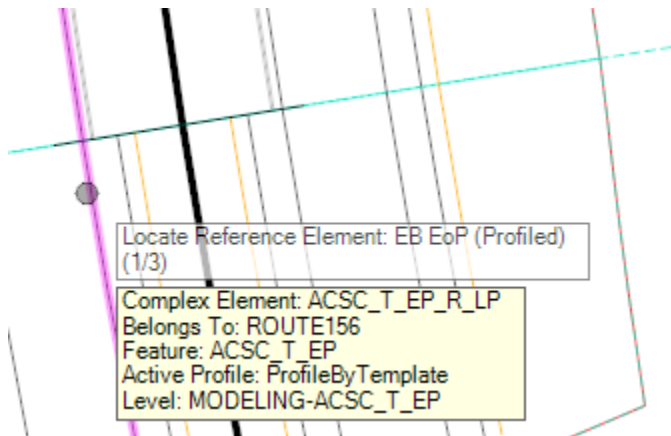 Locate Reference Element: EB EoP (Profiled)
(1/3)
Complex Element: ACSC_T_EP_R_LP
Belongs To: ROUTE156
Feature: ACSC_T_EP
Active Profile: ProfileByTemplate
Level: MODELING-ACSC_T_EP